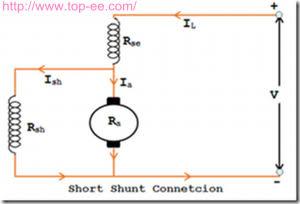 http://www.top-ee.com/
+
IL
Rse
Ish
Ia
V
Rsh
Ra
-
Short Shunt Connetcion